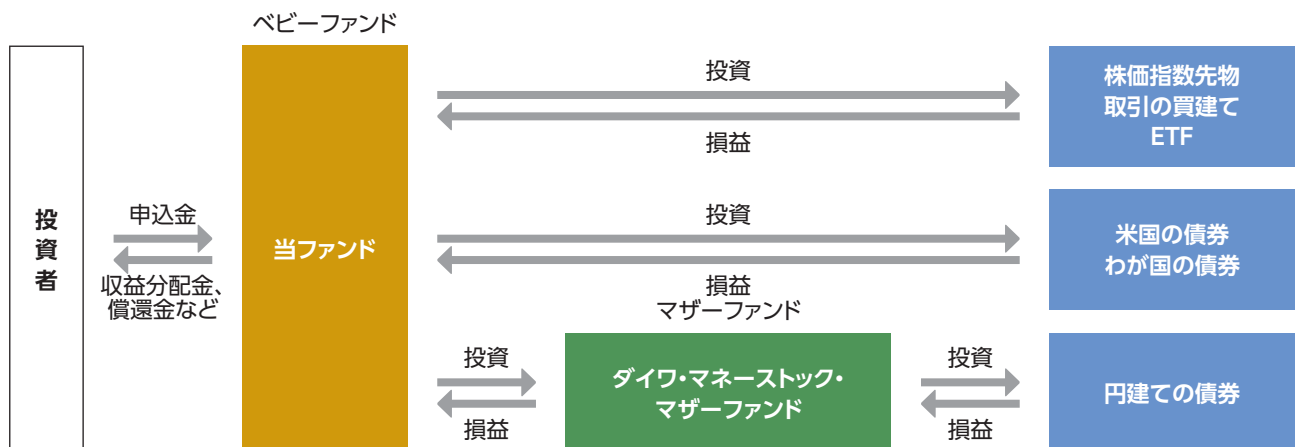 ベビーファンド
投資者
申込金
収益分配金、
償還金など
当ファンド
投資
損益
株価指数先物
取引の買建て
ETF
投資
損益
米国の債券
わが国の債券
マザーファンド
投資
損益
ダイワ・マネーストック・
マザーファンド
投資
損益
円建ての債券